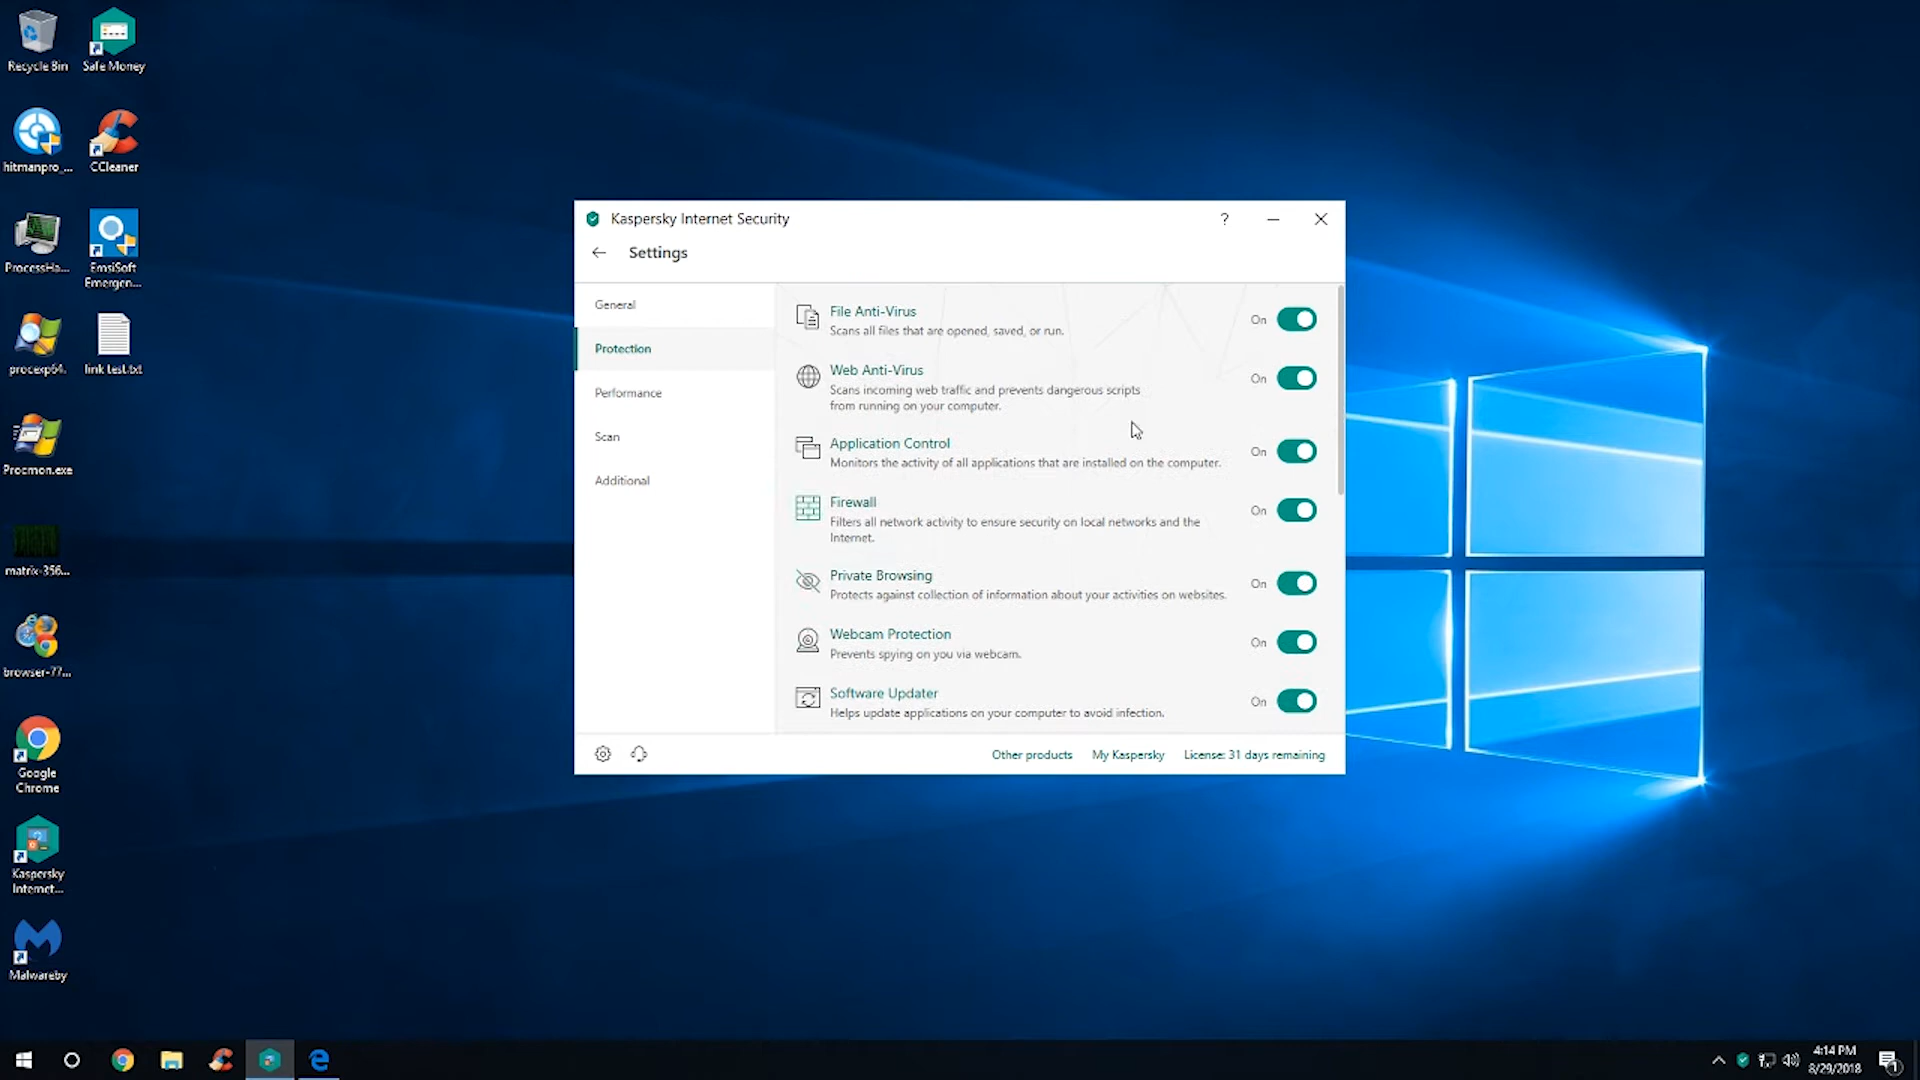 Recycle Bin
Safe Money
hitmanpro_...
CCleaner
ProcessHa...
EmsiSoft
Emergen...
procexp64.
link test.txt
Procmon.exe
matrix-356...
browser-77...
Google
Chrome
Kaspersky
Internet...
Malwareby
Kaspersky Internet Security
?
Settings
General
Protection
Performance
Scan
Additional
File Anti-Virus
Scans all files that are opened, saved, or run.
On
Web Anti-Virus
Scans incoming web traffic and prevents dangerous scripts
from running on your computer.
On
Application Control
Monitors the activity of all applications that are installed on the computer.
On
Firewall
Filters all network activity to ensure security on local networks and the
Internet.
On
Private Browsing
Protects against collection of information about your activities on websites.
On
Webcam Protection
Prevents spying on you via webcam.
On
Software Updater
Helps update applications on your computer to avoid infection.
On
Other products
My Kaspersky
License: 31 days remaining
4:14 PM
8/29/2018
1